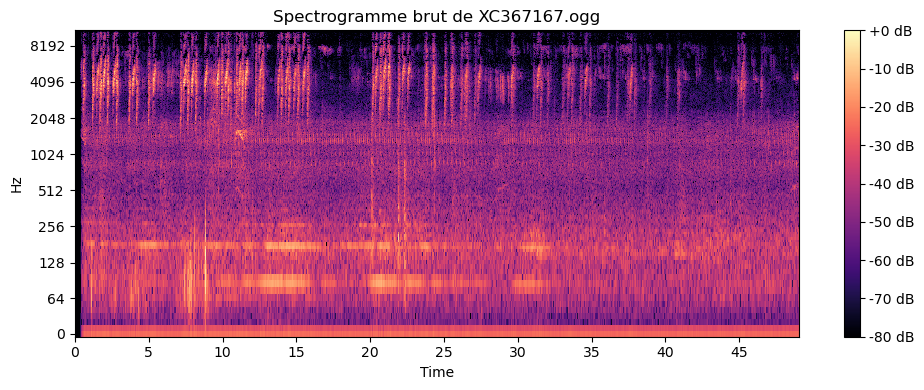 Spectrogramme brut de XC367167.ogg
Hz
8192
4096
2048
1024
512
256
128
64
0
0 5 10 15 20 25 30 35 40 45
Time
+0 dB
-10 dB
-20 dB
-30 dB
-40 dB
-50 dB
-60 dB
-70 dB
-80 dB